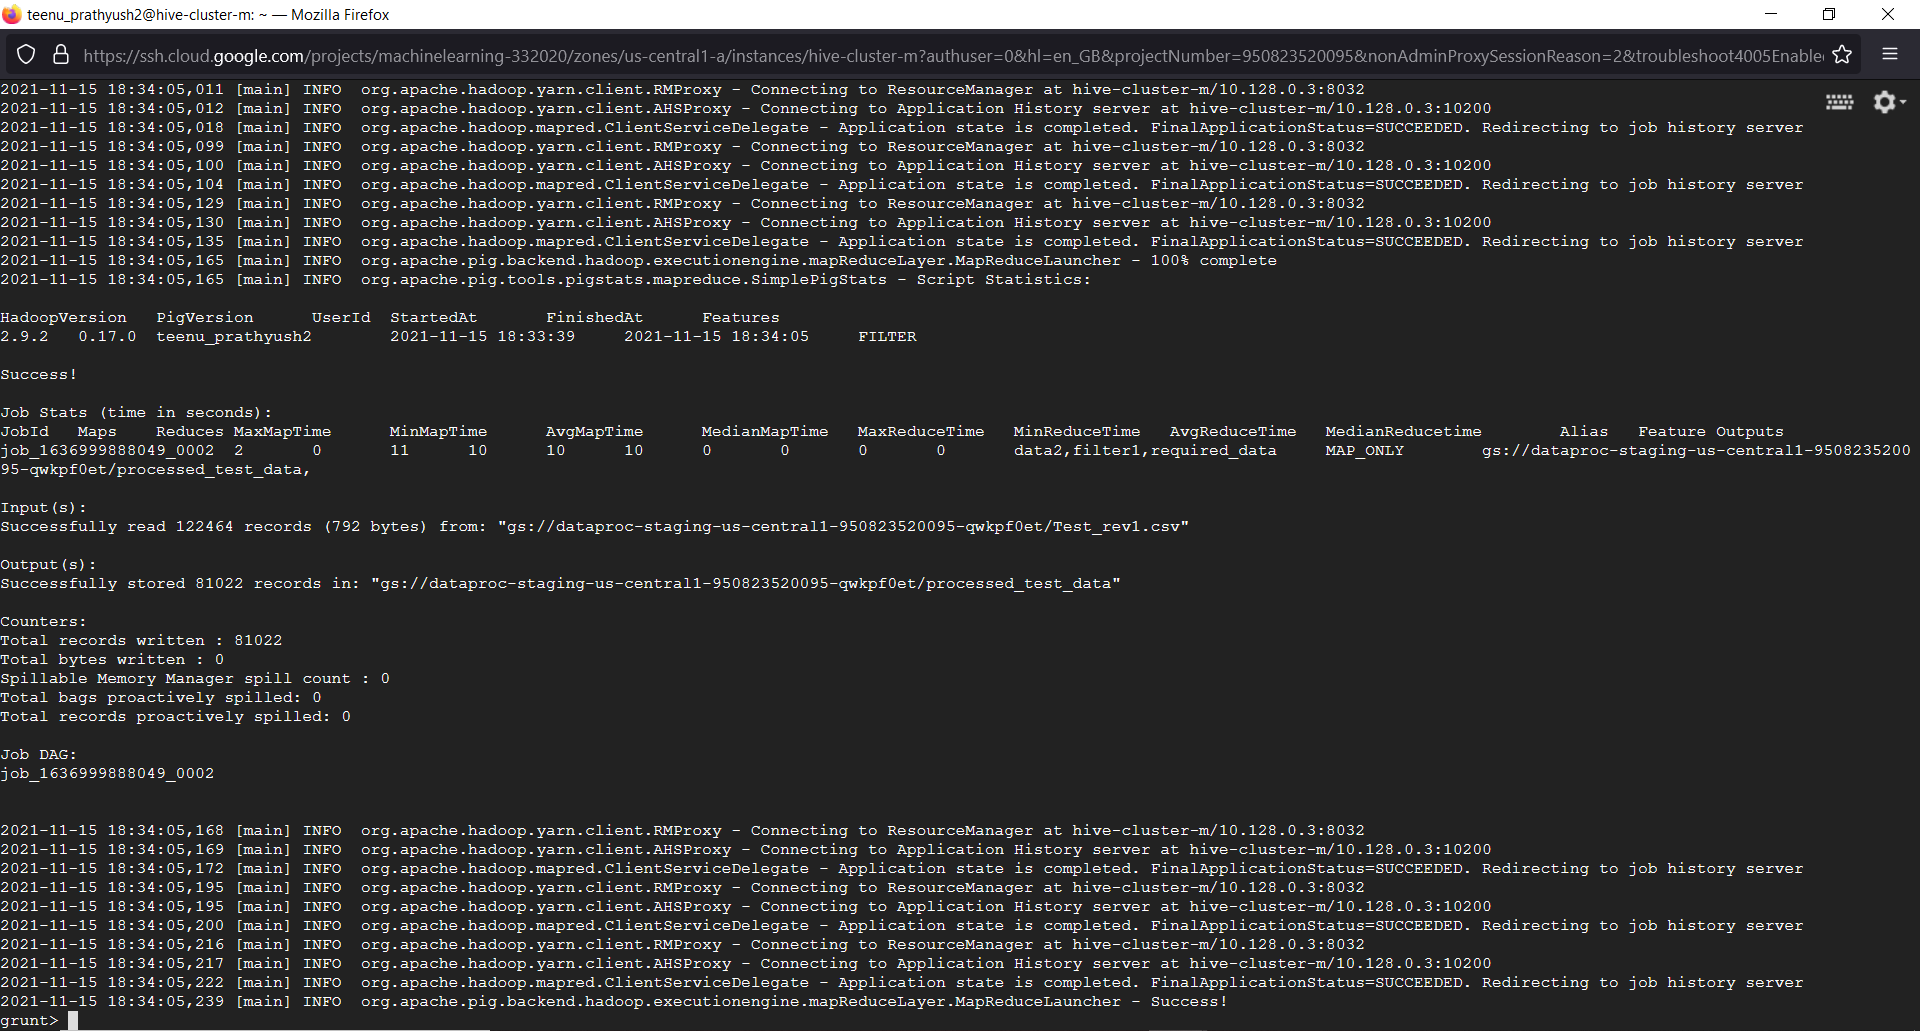 teenu_prathyush2@hive-cluster-m: ~ — Mozilla Firefox
https://ssh.cloud.google.com/projects/machinelearning-332020/zones/us-central1-a/instances/hive-cluster-m?authuser=0&hl=en_GB&projectNumber=950823520095&nonAdminProxySessionReason=2&troubleshoot4005Enable
2021-11-15 18:34:05,011 [main] INFO  org.apache.hadoop.yarn.client.RMProxy - Connecting to ResourceManager at hive-cluster-m/10.128.0.3:8032
2021-11-15 18:34:05,012 [main] INFO  org.apache.hadoop.yarn.client.AHSProxy - Connecting to Application History server at hive-cluster-m/10.128.0.3:10200
2021-11-15 18:34:05,018 [main] INFO  org.apache.hadoop.mapred.ClientServiceDelegate - Application state is completed. FinalApplicationStatus=SUCCEEDED. Redirecting to job history server
2021-11-15 18:34:05,099 [main] INFO  org.apache.hadoop.yarn.client.RMProxy - Connecting to ResourceManager at hive-cluster-m/10.128.0.3:8032
2021-11-15 18:34:05,100 [main] INFO  org.apache.hadoop.yarn.client.AHSProxy - Connecting to Application History server at hive-cluster-m/10.128.0.3:10200
2021-11-15 18:34:05,104 [main] INFO  org.apache.hadoop.mapred.ClientServiceDelegate - Application state is completed. FinalApplicationStatus=SUCCEEDED. Redirecting to job history server
2021-11-15 18:34:05,129 [main] INFO  org.apache.hadoop.yarn.client.RMProxy - Connecting to ResourceManager at hive-cluster-m/10.128.0.3:8032
2021-11-15 18:34:05,130 [main] INFO  org.apache.hadoop.yarn.client.AHSProxy - Connecting to Application History server at hive-cluster-m/10.128.0.3:10200
2021-11-15 18:34:05,135 [main] INFO  org.apache.hadoop.mapred.ClientServiceDelegate - Application state is completed. FinalApplicationStatus=SUCCEEDED. Redirecting to job history server
2021-11-15 18:34:05,165 [main] INFO  org.apache.pig.backend.hadoop.executionengine.mapReduceLayer.MapReduceLauncher - 100% complete
2021-11-15 18:34:05,165 [main] INFO  org.apache.pig.tools.pigstats.mapreduce.SimplePigStats - Script Statistics:
HadoopVersion   PigVersion      UserId  StartedAt       FinishedAt      Features
2.9.2   0.17.0  teenu_prathyush2        2021-11-15 18:33:39     2021-11-15 18:34:05     FILTER
Success!
Job Stats (time in seconds):
JobId   Maps    Reduces MaxMapTime      MinMapTime      AvgMapTime      MedianMapTime   MaxReduceTime   MinReduceTime   AvgReduceTime   MedianReducetime        Alias   Feature Outputs
job_1636999888049_0002  2       0       11      10      10      10      0       0       0       0       data2,filter1,required_data     MAP_ONLY        gs://dataproc-staging-us-central1-9508235200
95-qwkpf0et/processed_test_data,
Input(s):
Successfully read 122464 records (792 bytes) from: "gs://dataproc-staging-us-central1-950823520095-qwkpf0et/Test_rev1.csv"
Output(s):
Successfully stored 81022 records in: "gs://dataproc-staging-us-central1-950823520095-qwkpf0et/processed_test_data"
Counters:
Total records written : 81022
Total bytes written : 0
Spillable Memory Manager spill count : 0
Total bags proactively spilled: 0
Total records proactively spilled: 0
Job DAG:
job_1636999888049_0002
2021-11-15 18:34:05,168 [main] INFO  org.apache.hadoop.yarn.client.RMProxy - Connecting to ResourceManager at hive-cluster-m/10.128.0.3:8032
2021-11-15 18:34:05,169 [main] INFO  org.apache.hadoop.yarn.client.AHSProxy - Connecting to Application History server at hive-cluster-m/10.128.0.3:10200
2021-11-15 18:34:05,172 [main] INFO  org.apache.hadoop.mapred.ClientServiceDelegate - Application state is completed. FinalApplicationStatus=SUCCEEDED. Redirecting to job history server
2021-11-15 18:34:05,195 [main] INFO  org.apache.hadoop.yarn.client.RMProxy - Connecting to ResourceManager at hive-cluster-m/10.128.0.3:8032
2021-11-15 18:34:05,195 [main] INFO  org.apache.hadoop.yarn.client.AHSProxy - Connecting to Application History server at hive-cluster-m/10.128.0.3:10200
2021-11-15 18:34:05,200 [main] INFO  org.apache.hadoop.mapred.ClientServiceDelegate - Application state is completed. FinalApplicationStatus=SUCCEEDED. Redirecting to job history server
2021-11-15 18:34:05,216 [main] INFO  org.apache.hadoop.yarn.client.RMProxy - Connecting to ResourceManager at hive-cluster-m/10.128.0.3:8032
2021-11-15 18:34:05,217 [main] INFO  org.apache.hadoop.yarn.client.AHSProxy - Connecting to Application History server at hive-cluster-m/10.128.0.3:10200
2021-11-15 18:34:05,222 [main] INFO  org.apache.hadoop.mapred.ClientServiceDelegate - Application state is completed. FinalApplicationStatus=SUCCEEDED. Redirecting to job history server
2021-11-15 18:34:05,239 [main] INFO  org.apache.pig.backend.hadoop.executionengine.mapReduceLayer.MapReduceLauncher - Success!
grunt>